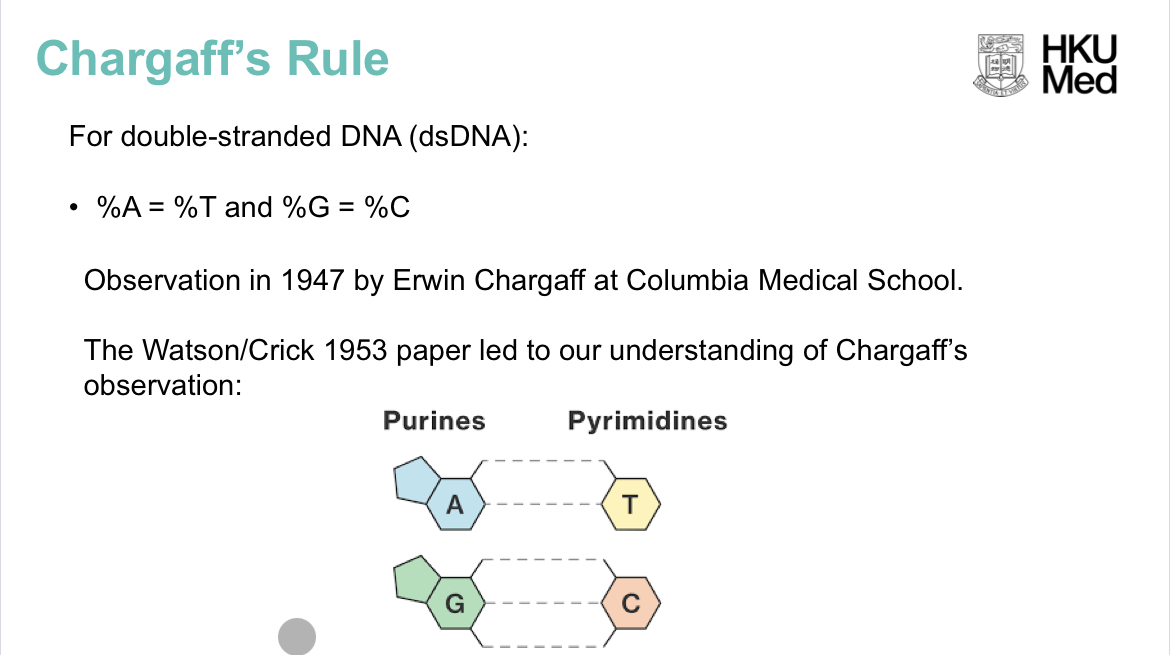 Chargaff’s Rule
HKU
Med
For double-stranded DNA (dsDNA):
• %A = %T and %G = %C
Observation in 1947 by Erwin Chargaff at Columbia Medical School.
The Watson/Crick 1953 paper led to our understanding of Chargaff’s
observation:
Purines Pyrimidines
A T
G C